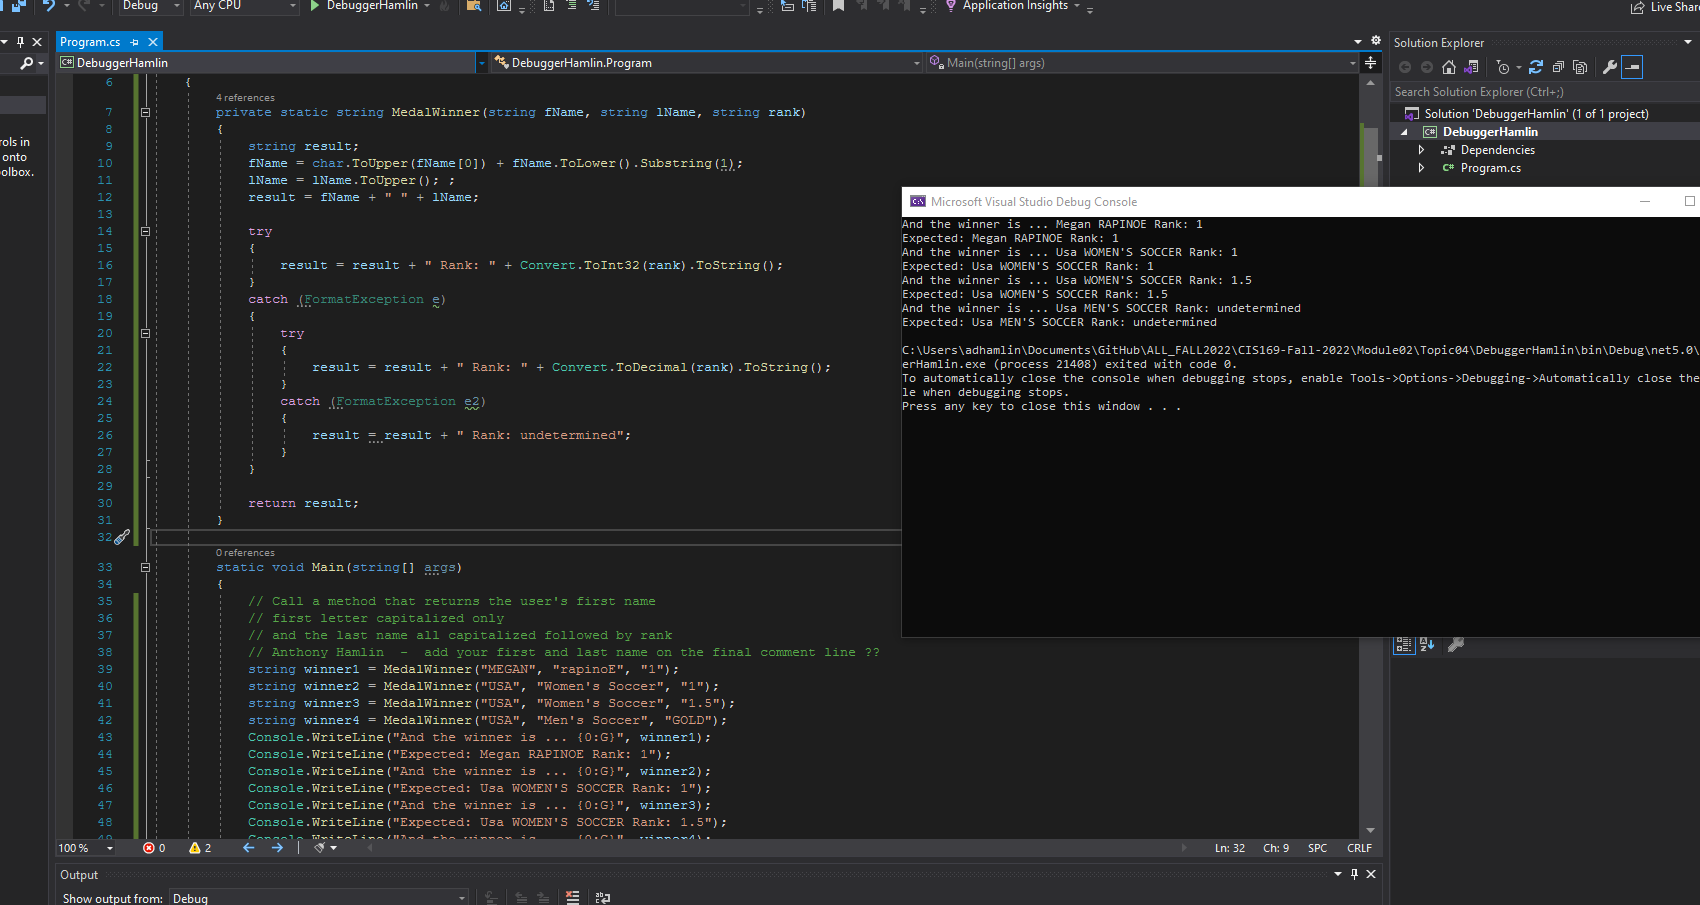 Debug Any CPU DebuggerHamlin Application Insights Live Share
Program.cs
DebuggerHamlin DebuggerHamlin.Program Main(string[] args)
rols in
onto
olbox.
6 {
4 references
7 private static string MedalWinner(string fName, string lName, string rank)
8 {
9 string result;
10 fName = char.ToUpper(fName[0]) + fName.ToLower().Substring(1);
11 lName = lName.ToUpper(); ;
12 result = fName + " " + lName;
13
14 try
15 {
16 result = result + " Rank: " + Convert.ToInt32(rank).ToString();
17 }
18 catch (FormatException e)
19 {
20 try
21 {
22 result = result + " Rank: " + Convert.ToDecimal(rank).ToString();
23 }
24 catch (FormatException e2)
25 {
26 result = result + " Rank: undetermined";
27 }
28 }
29
30 return result;
31 }
32
0 references
33 static void Main(string[] args)
34 {
35 // Call a method that returns the user's first name
36 // first letter capitalized only
37 // and the last name all capitalized followed by rank
38 // Anthony Hamlin  -  add your first and last name on the final comment line ??
39 string winner1 = MedalWinner("MEGAN", "rapinoE", "1");
40 string winner2 = MedalWinner("USA", "Women's Soccer", "1");
41 string winner3 = MedalWinner("USA", "Women's Soccer", "1.5");
42 string winner4 = MedalWinner("USA", "Men's Soccer", "GOLD");
43 Console.WriteLine("And the winner is ... {0:G}", winner1);
44 Console.WriteLine("Expected: Megan RAPINOE Rank: 1");
45 Console.WriteLine("And the winner is ... {0:G}", winner2);
46 Console.WriteLine("Expected: Usa WOMEN'S SOCCER Rank: 1");
47 Console.WriteLine("And the winner is ... {0:G}", winner3);
48 Console.WriteLine("Expected: Usa WOMEN'S SOCCER Rank: 1.5");
49 Console.WriteLine("And the winner is ... {0:G}", winner4);
100 % 0 2 Ln: 32 Ch: 9 SPC CRLF
Output
Show output from: Debug
Solution Explorer
Search Solution Explorer (Ctrl+;)
Solution 'DebuggerHamlin' (1 of 1 project)
C# DebuggerHamlin
Dependencies
C# Program.cs
Microsoft Visual Studio Debug Console
And the winner is ... Megan RAPINOE Rank: 1
Expected: Megan RAPINOE Rank: 1
And the winner is ... Usa WOMEN'S SOCCER Rank: 1
Expected: Usa WOMEN'S SOCCER Rank: 1
And the winner is ... Usa WOMEN'S SOCCER Rank: 1.5
Expected: Usa WOMEN'S SOCCER Rank: 1.5
And the winner is ... Usa MEN'S SOCCER Rank: undetermined
Expected: Usa MEN'S SOCCER Rank: undetermined
C:\Users\adhamlin\Documents\GitHub\ALL_FALL2022\CIS169-Fall-2022\Module02\Topic04\DebuggerHamlin\bin\Debug\net5.0\
erHamlin.exe (process 21408) exited with code 0.
To automatically close the console when debugging stops, enable Tools->Options->Debugging->Automatically close the
le when debugging stops.
Press any key to close this window . . .